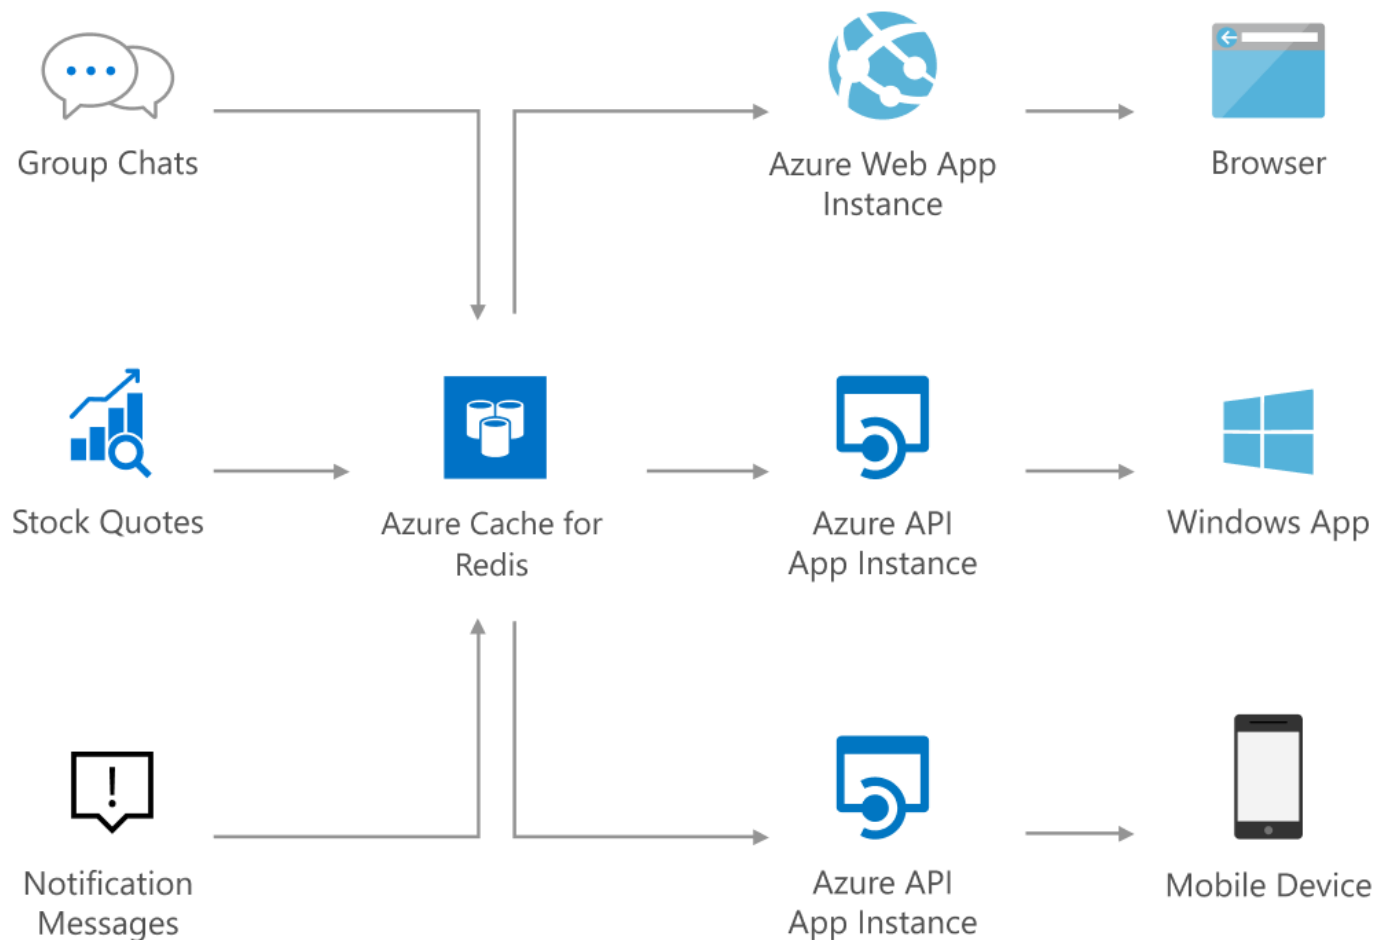 Group Chats
Azure Web App
Instance
Browser
Stock Quotes
Azure Cache for
Redis
Azure API
App Instance
Windows App
Notification
Messages
Azure API
App Instance
Mobile Device